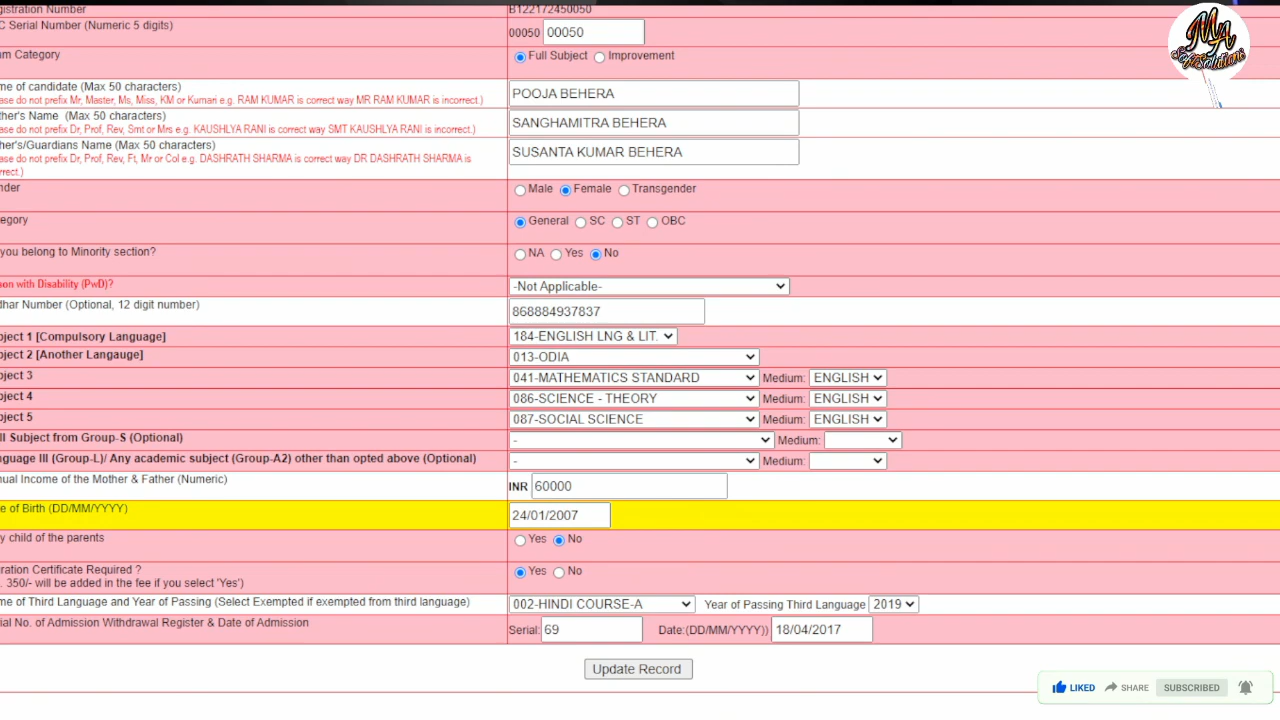 gistration Number B122172450050
C Serial Number (Numeric 5 digits) 00050 00050
am Category Full Subject Improvement
me of candidate (Max 50 characters) POOJA BEHERA
ase do not prefix Mr, Master, Ms, Miss, KM or Kumari e.g. RAM KUMAR is correct way MR RAM KUMAR is incorrect.)
ther's Name (Max 50 characters) SANGHAMITRA BEHERA
ase do not prefix Dr, Prof, Rev, Smt or Mrs e.g. KAUSHLYA RANI is correct way SMT KAUSHLYA RANI is incorrect.)
her's/Guardians Name (Max 50 characters) SUSANTA KUMAR BEHERA
ase do not prefix Dr, Prof, Rev, Ft, Mr or Col e.g. DASHRATH SHARMA is correct way DR DASHRATH SHARMA is
rrect.)
nder Male Female Transgender
egory General SC ST OBC
you belong to Minority section? NA Yes No
son with Disability (PwD)? -Not Applicable-
dhar Number (Optional, 12 digit number) 868884937837
bject 1 [Compulsory Language] 184-ENGLISH LNG & LIT.
bject 2 [Another Langauge] 013-ODIA
bject 3 041-MATHEMATICS STANDARD Medium: ENGLISH
bject 4 086-SCIENCE - THEORY Medium: ENGLISH
bject 5 087-SOCIAL SCIENCE Medium: ENGLISH
ll Subject from Group-S (Optional) - Medium:
nguage III (Group-L)/ Any academic subject (Group-A2) other than opted above (Optional) - Medium:
nual Income of the Mother & Father (Numeric) INR 60000
e of Birth (DD/MM/YYYY) 24/01/2007
y child of the parents Yes No
ration Certificate Required ? Yes No
. 350/- will be added in the fee if you select 'Yes')
me of Third Language and Year of Passing (Select Exempted if exempted from third language) 002-HINDI COURSE-A Year of Passing Third Language 2019
ial No. of Admission Withdrawal Register & Date of Admission Serial: 69 Date:(DD/MM/YYYY)) 18/04/2017
Update Record
LIKED SHARE SUBSCRIBED